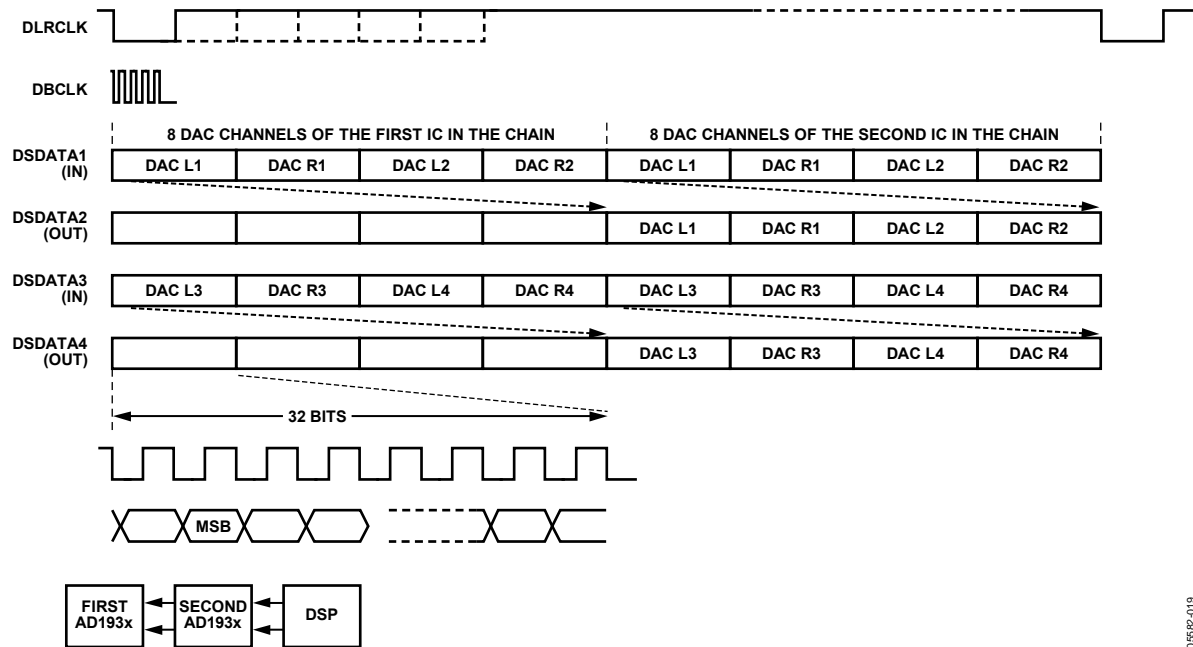 DLRCLK
DBCLK
8 DAC CHANNELS OF THE FIRST IC IN THE CHAIN 8 DAC CHANNELS OF THE SECOND IC IN THE CHAIN
DSDATA1
(IN)
DAC L1 DAC R1 DAC L2 DAC R2 DAC L1 DAC R1 DAC L2 DAC R2
DSDATA2
(OUT)
DAC L1 DAC R1 DAC L2 DAC R2
DSDATA3
(IN)
DAC L3 DAC R3 DAC L4 DAC R4 DAC L3 DAC R3 DAC L4 DAC R4
DSDATA4
(OUT)
DAC L3 DAC R3 DAC L4 DAC R4
32 BITS
MSB
FIRST
AD193x
SECOND
AD193x
DSP
05582-019